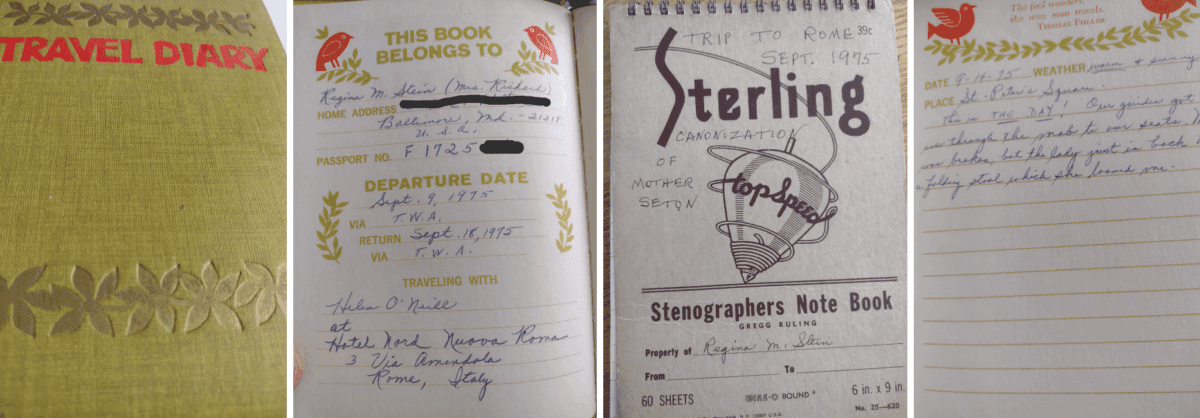 TRAVEL DIARY
THIS BOOK
BELONGS TO
Regina M. Stein (Mrs. Richard)
HOME ADDRESS
Baltimore, Md. - 21218
U. S. A.
PASSPORT NO. F 1725
DEPARTURE DATE
Sept. 9, 1975
VIA T.W.A.
RETURN Sept. 18, 1975
VIA T.W.A.
TRAVELING WITH
Helen O'Neill
at
Hotel Nord Nuova Roma
3 Via Amendola
Rome, Italy
TRIP TO ROME 39c
SEPT. 1975
Sterling
CANONIZATION
OF
MOTHER
SETON
topSpeed
Stenographers Note Book
GREGG RULING
Property of Regina M. Stein
From To
60 SHEETS BOUND 6 in. x 9 in.
No. 25—620
The fool wanders,
the wise man travels.
THOMAS FULLER
DATE 9-14-75 WEATHER warm & sunny
PLACE St. Peter's Square
This is THE DAY! Our guides got
us through the mob to our seats.
was broken, but the lady just in back
a folding stool which she loaned me.